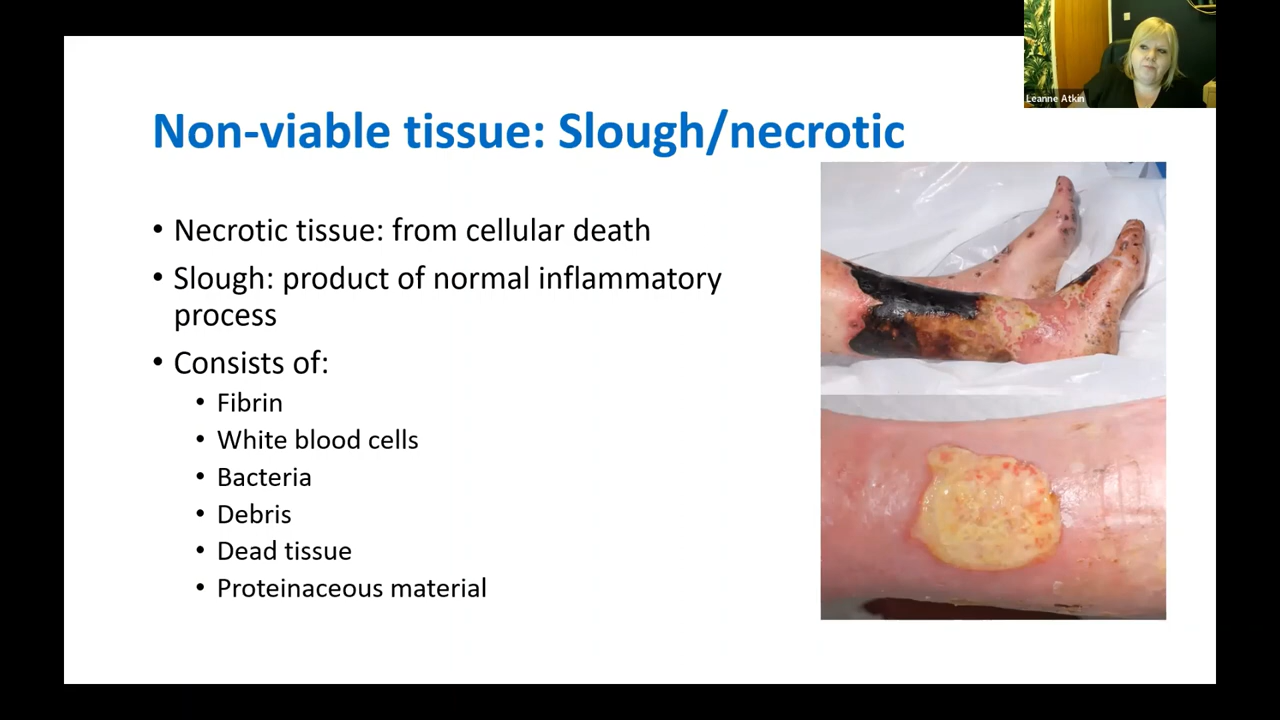 Leanne Atkin
Non-viable tissue: Slough/necrotic
• Necrotic tissue: from cellular death
• Slough: product of normal inflammatory
process
• Consists of:
• Fibrin
• White blood cells
• Bacteria
• Debris
• Dead tissue
• Proteinaceous material